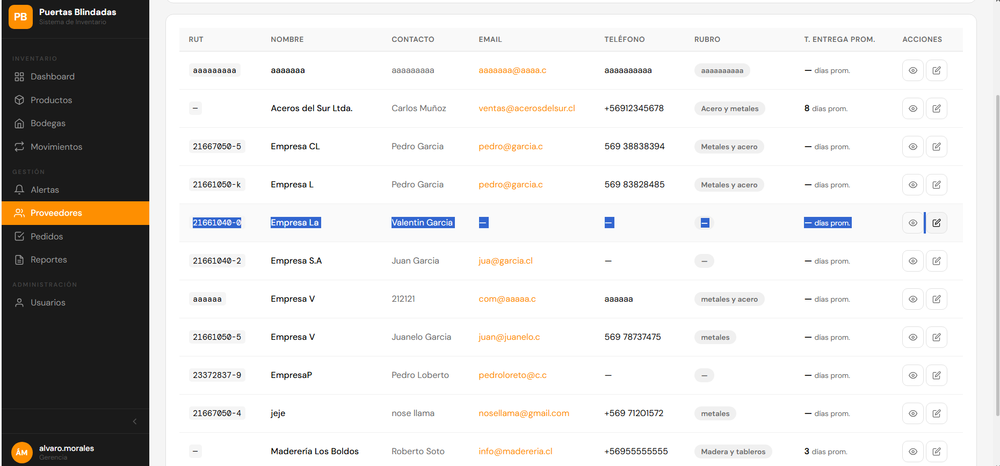 PB
Puertas Blindadas
Sistema de Inventario
INVENTARIO
Dashboard
Productos
Bodegas
Movimientos
GESTIÓN
Alertas
Proveedores
Pedidos
Reportes
ADMINISTRACIÓN
Usuarios
ÁM
alvaro.morales
Gerencia
RUT NOMBRE CONTACTO EMAIL TELÉFONO RUBRO T. ENTREGA PROM. ACCIONES
aaaaaaaaa aaaaaaa aaaaaaaaa aaaaaaa@aaaa.c aaaaaaaaaa aaaaaaaaaa — días prom.
— Aceros del Sur Ltda. Carlos Muñoz ventas@acerosdelsur.cl +56912345678 Acero y metales 8 días prom.
21667050-5 Empresa CL Pedro Garcia pedro@garcia.c 569 38838394 Metales y acero — días prom.
21661050-k Empresa L Pedro Garcia pedro@garcia.c 569 83828485 Metales y acero — días prom.
21661040-0 Empresa La Valentin Garcia — — — — días prom.
21661040-2 Empresa S.A Juan Garcia jua@garcia.cl — — — días prom.
aaaaaa Empresa V 212121 com@aaaaa.c aaaaaa metales y acero — días prom.
21661050-5 Empresa V Juanelo Garcia juan@juanelo.c 569 78737475 metales — días prom.
23372837-9 EmpresaP Pedro Loberto pedroloreto@c.c — — — días prom.
21667050-4 jeje nose llama nosellama@gmail.com +569 71201572 metales — días prom.
— Maderería Los Boldos Roberto Soto info@madereria.cl +56955555555 Madera y tableros 3 días prom.